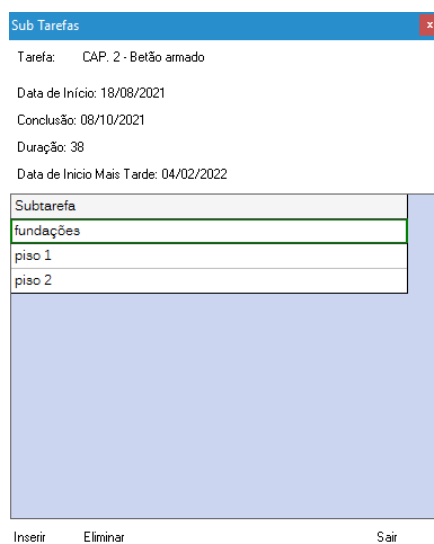 Sub Tarefas
x
Tarefa: CAP. 2 - Betão armado
Data de Início: 18/08/2021
Conclusão: 08/10/2021
Duração: 38
Data de Inicio Mais Tarde: 04/02/2022
Subtarefa
fundações
piso 1
piso 2
Inserir Eliminar Sair